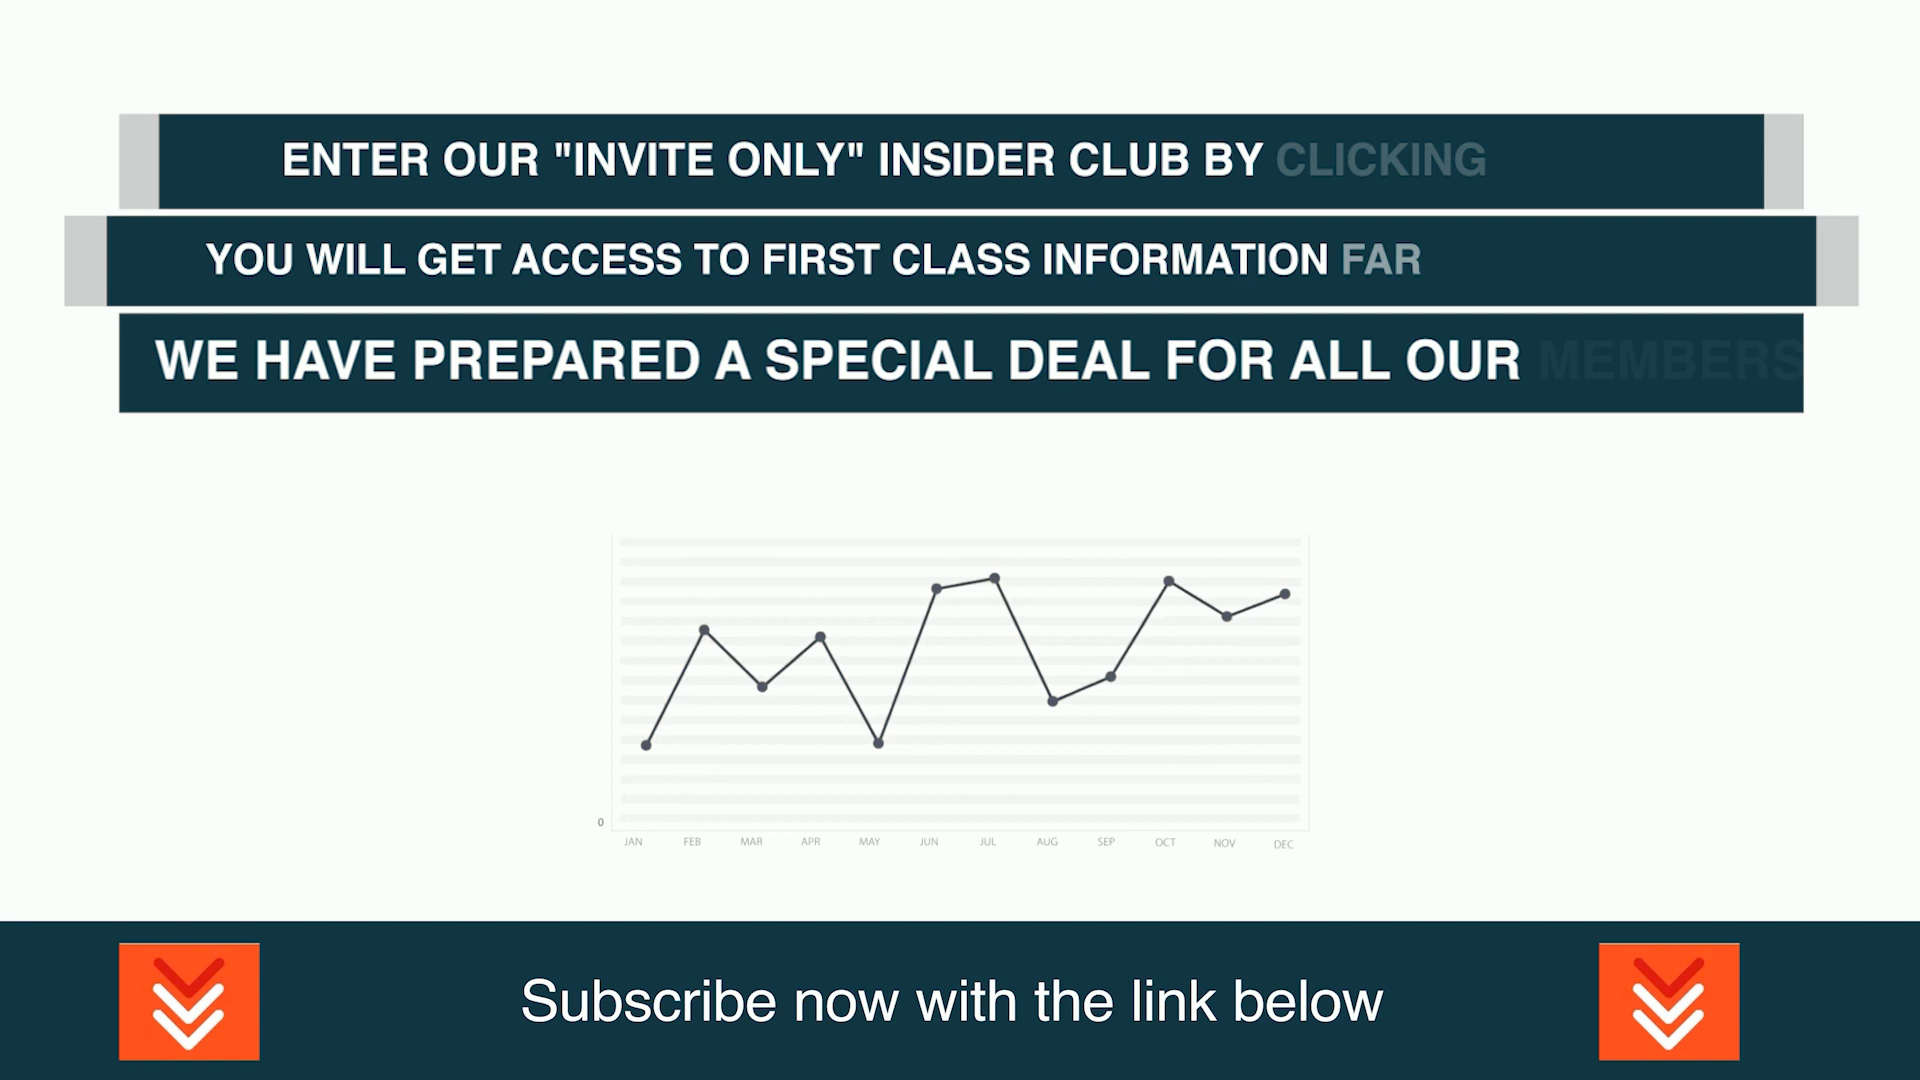 ENTER OUR "INVITE ONLY" INSIDER CLUB BY CLICKING
YOU WILL GET ACCESS TO FIRST CLASS INFORMATION FAR
WE HAVE PREPARED A SPECIAL DEAL FOR ALL OUR MEMBERS
0
JAN FEB MAR APR MAY JUN JUL AUG SEP OCT NOV DEC
Subscribe now with the link below